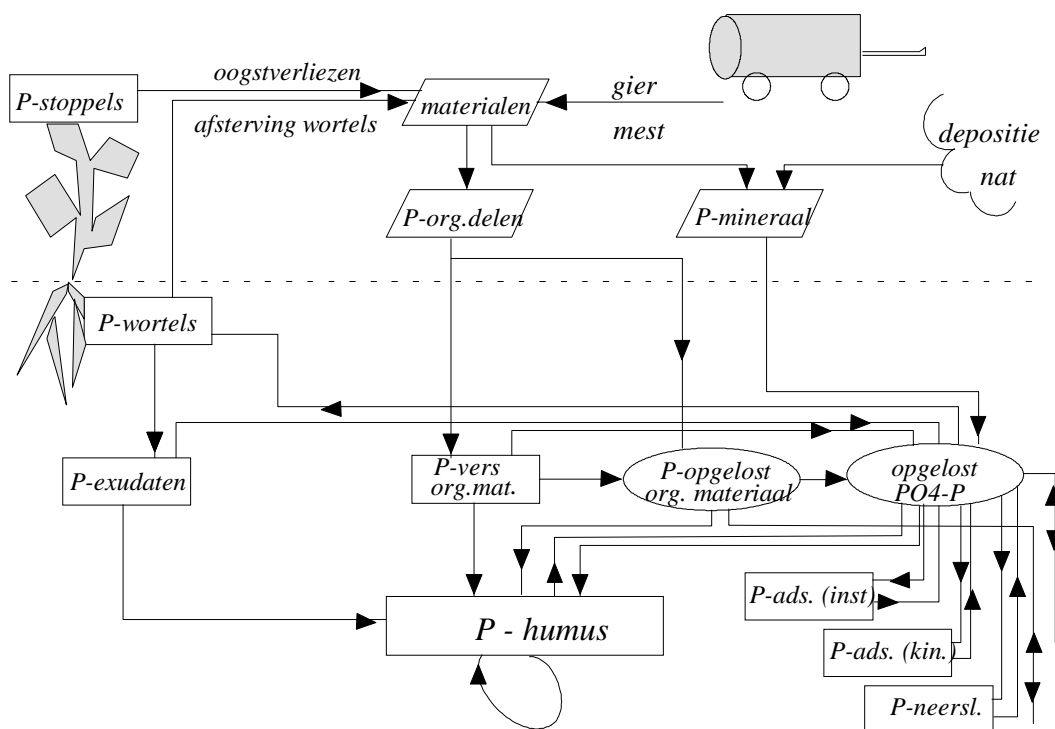 oogstverliezen
P-stoppels
materialen
gier
afsterving wortels
mest
depositie
nat
P-org.delen
P-mineraal
P-wortels
P-exudaten
P-vers
org.mat.
P-opgelost
org. materiaal
opgelost
PO4-P
P-ads. (inst)
P - humus
P-ads. (kin.)
P-neersl.